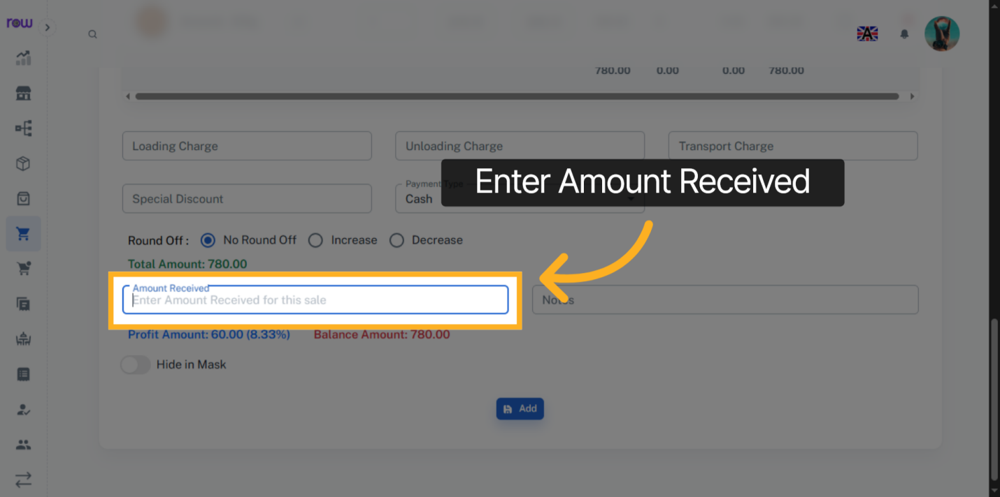 row
780.00 0.00 0.00 780.00
Loading Charge
Unloading Charge
Transport Charge
Enter Amount Received
Special Discount
Payment Type
Cash
Round Off : No Round Off Increase Decrease
Total Amount: 780.00
Amount Received
Enter Amount Received for this sale
Notes
Profit Amount: 60.00 (8.33%) Balance Amount: 780.00
Hide in Mask
Add